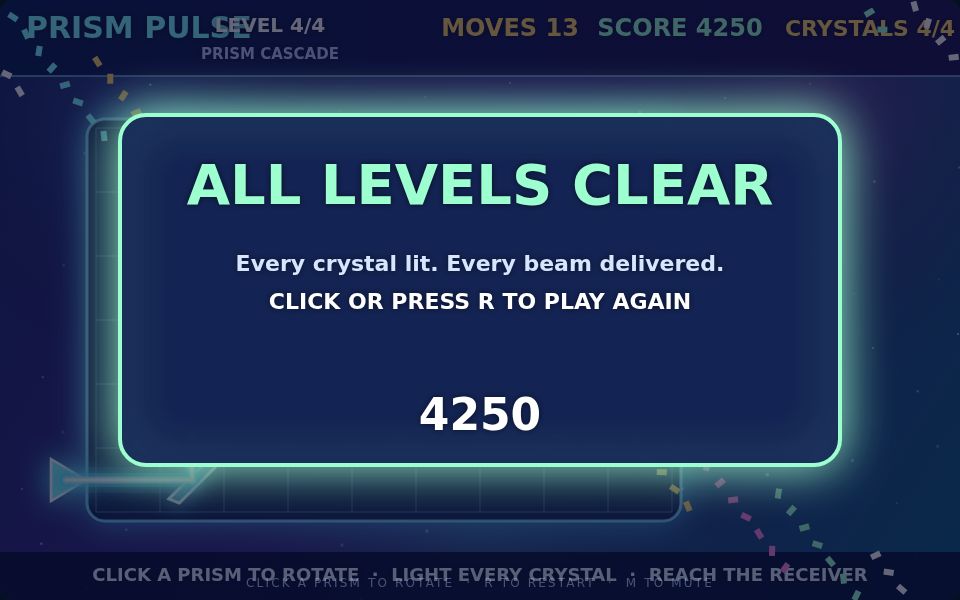 PRISM PULSE
LEVEL 4/4
PRISM CASCADE
MOVES 13
SCORE 4250
CRYSTALS 4/4
ALL LEVELS CLEAR
Every crystal lit. Every beam delivered.
CLICK OR PRESS R TO PLAY AGAIN
4250
CLICK A PRISM TO ROTATE · LIGHT EVERY CRYSTAL · REACH THE RECEIVER
CLICK A PRISM TO ROTATE · R TO RESTART · M TO MUTE